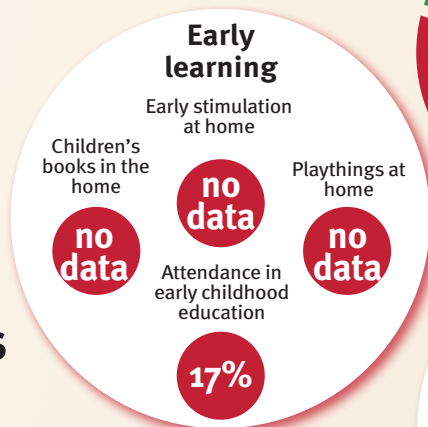 Early
learning
Early stimulation
at home
no
data
Children's
books in the
home
no
data
Playthings at
home
no
data
Attendance in
early childhood
education
17%
s